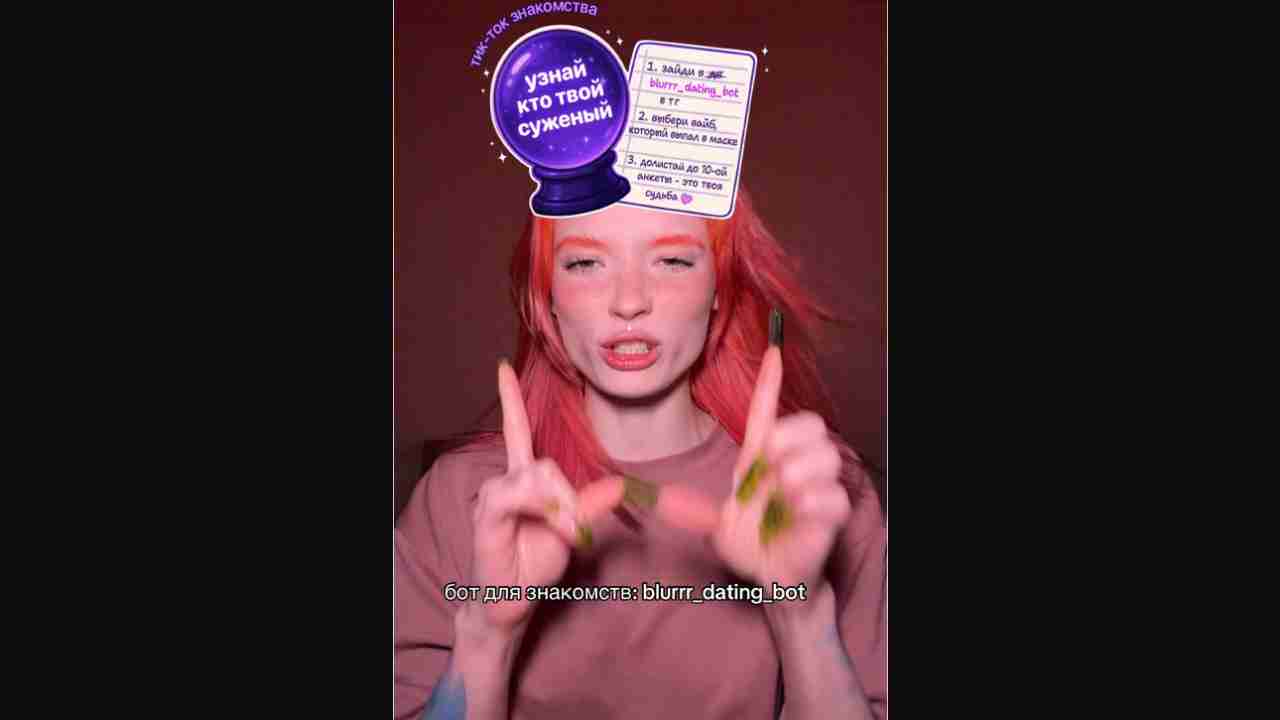 тик-ток знакомства
узнай
кто твой
суженый
1. зайди в
blurrr_dating_bot
в тг
2. выбери вайб,
который выпал в маске
3. долистай до 10-ой
анкеты - это твоя
судьба
бот для знакомств: blurrr_dating_bot